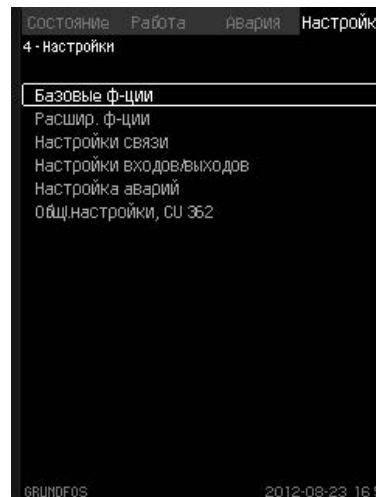 Состояние Работа Авария Настройк
4 - Настройки
Базовые ф-ции
Расшир. ф-ции
Настройки связи
Настройки входов/выходов
Настройка аварий
Общ.настройки, CU 362
GRUNDFOS 2012-08-23 16: